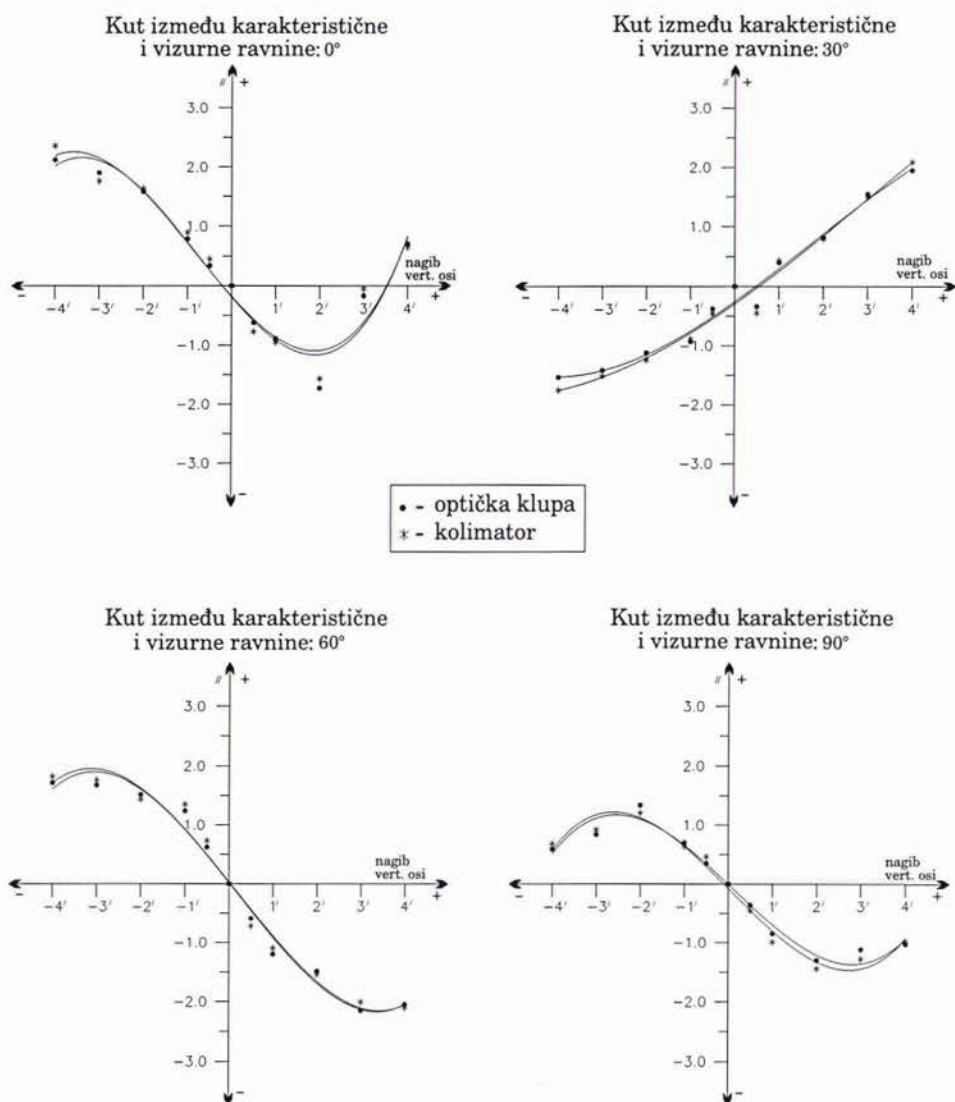 Kut između karakteristične
i vizurne ravnine: 0°
″ +
3.0
2.0
1.0
nagib
vert. osi
- +
-4′ -3′ -2′ -1′ 1′ 2′ 3′ 4′
-1.0
-2.0
-3.0
-
Kut između karakteristične
i vizurne ravnine: 30°
″ +
3.0
2.0
1.0
nagib
vert. osi
- +
-4′ -3′ -2′ -1′ 1′ 2′ 3′ 4′
-1.0
-2.0
-3.0
-
• - optička klupa
* - kolimator
Kut između karakteristične
i vizurne ravnine: 60°
″ +
3.0
2.0
1.0
nagib
vert. osi
- +
-4′ -3′ -2′ -1′ 1′ 2′ 3′ 4′
-1.0
-2.0
-3.0
-
Kut između karakteristične
i vizurne ravnine: 90°
″ +
3.0
2.0
1.0
nagib
vert. osi
- +
-4′ -3′ -2′ -1′ 1′ 2′ 3′ 4′
-1.0
-2.0
-3.0
-